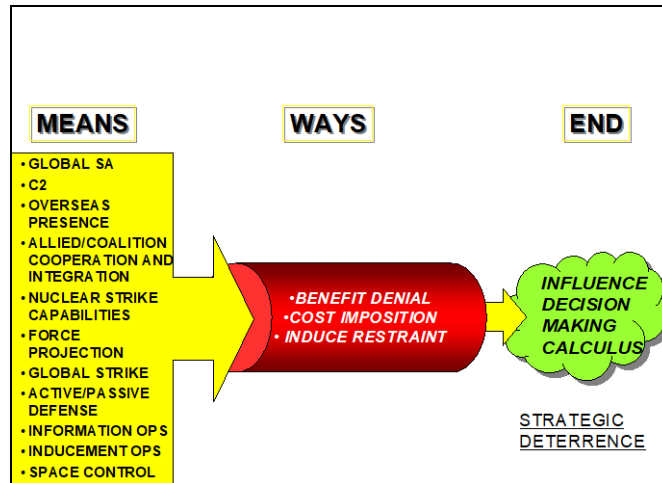 MEANS
WAYS
END
• GLOBAL SA
• C2
• OVERSEAS
PRESENCE
• ALLIED/COALITION
COOPERATION AND
INTEGRATION
• NUCLEAR STRIKE
CAPABILITIES
• FORCE
PROJECTION
• GLOBAL STRIKE
• ACTIVE/PASSIVE
DEFENSE
• INFORMATION OPS
• INDUCEMENT OPS
• SPACE CONTROL
•BENEFIT DENIAL
•COST IMPOSITION
• INDUCE RESTRAINT
INFLUENCE
DECISION
MAKING
CALCULUS
STRATEGIC
DETERRENCE